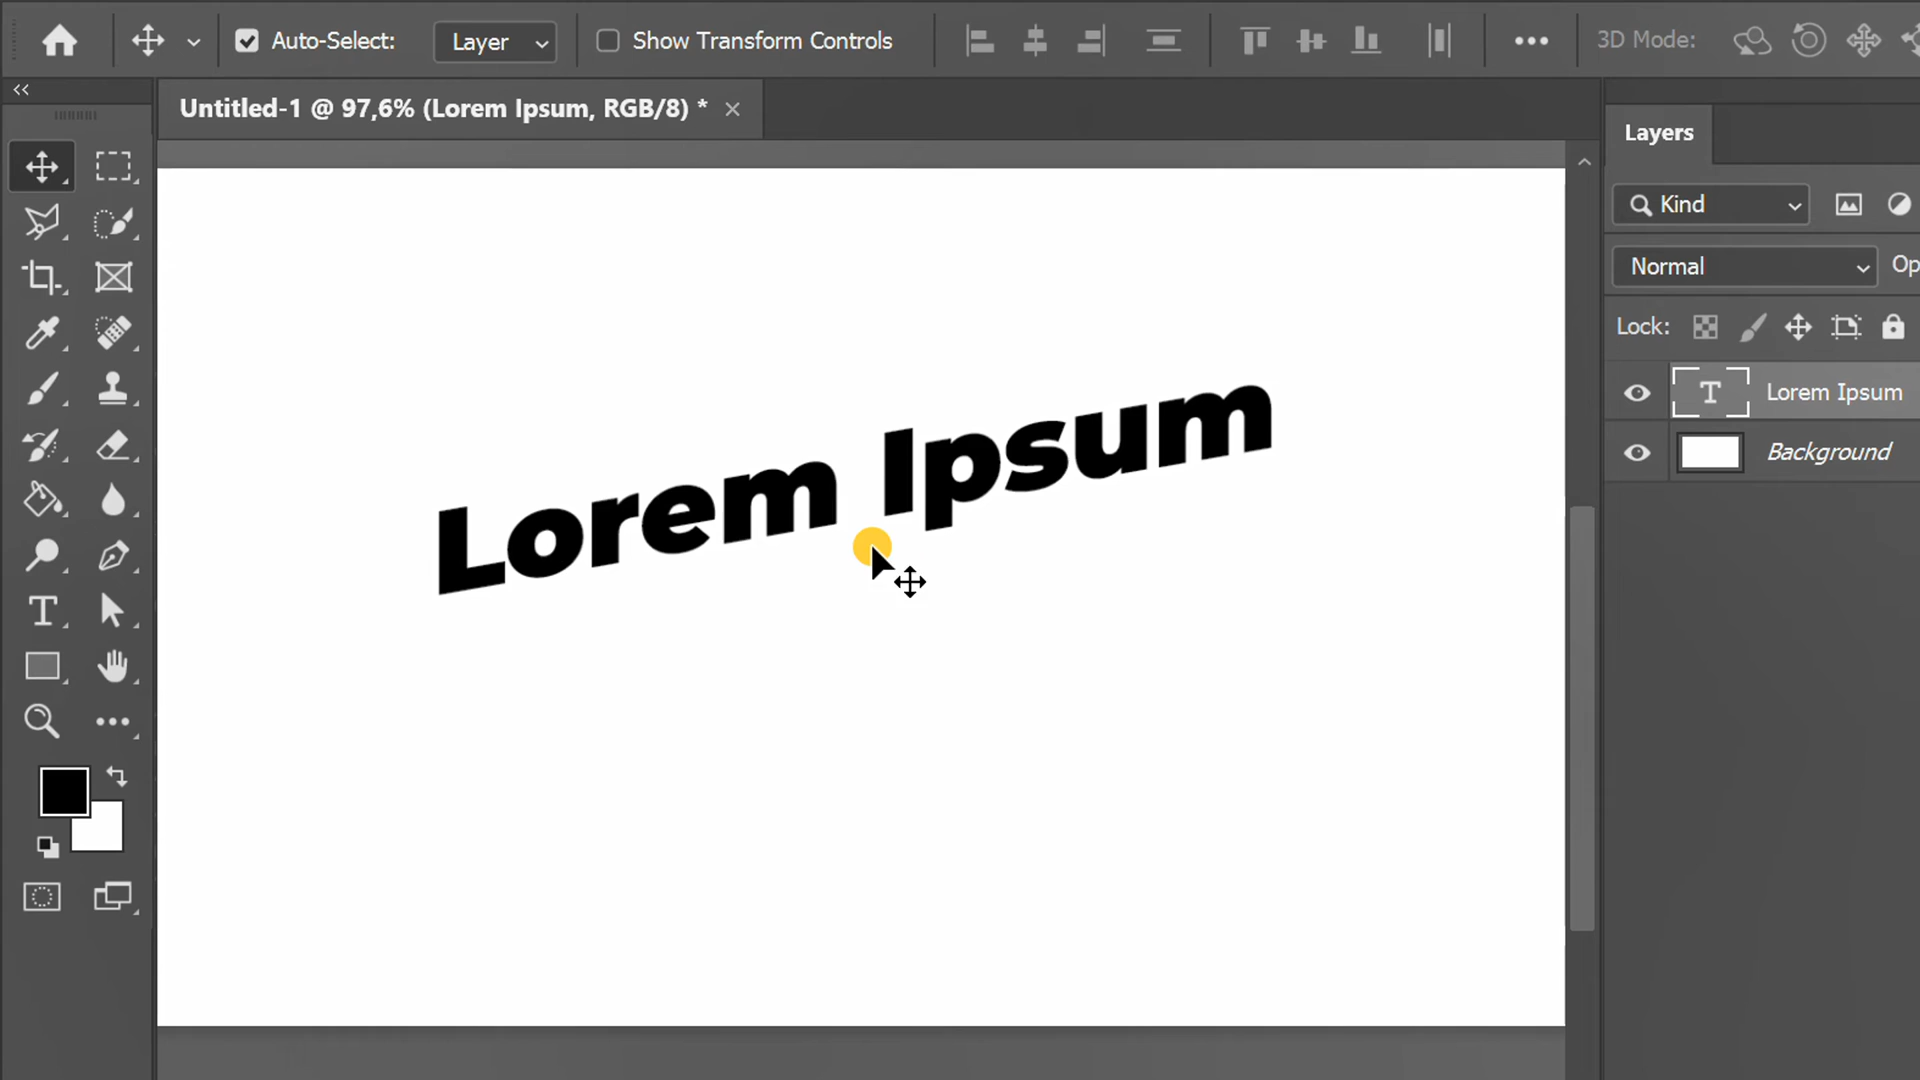 Auto-Select: Layer Show Transform Controls 3D Mode:
Untitled-1 @ 97,6% (Lorem Ipsum, RGB/8) *
Layers
Kind
Normal Op
Lock:
T Lorem Ipsum
Background
Lorem Ipsum